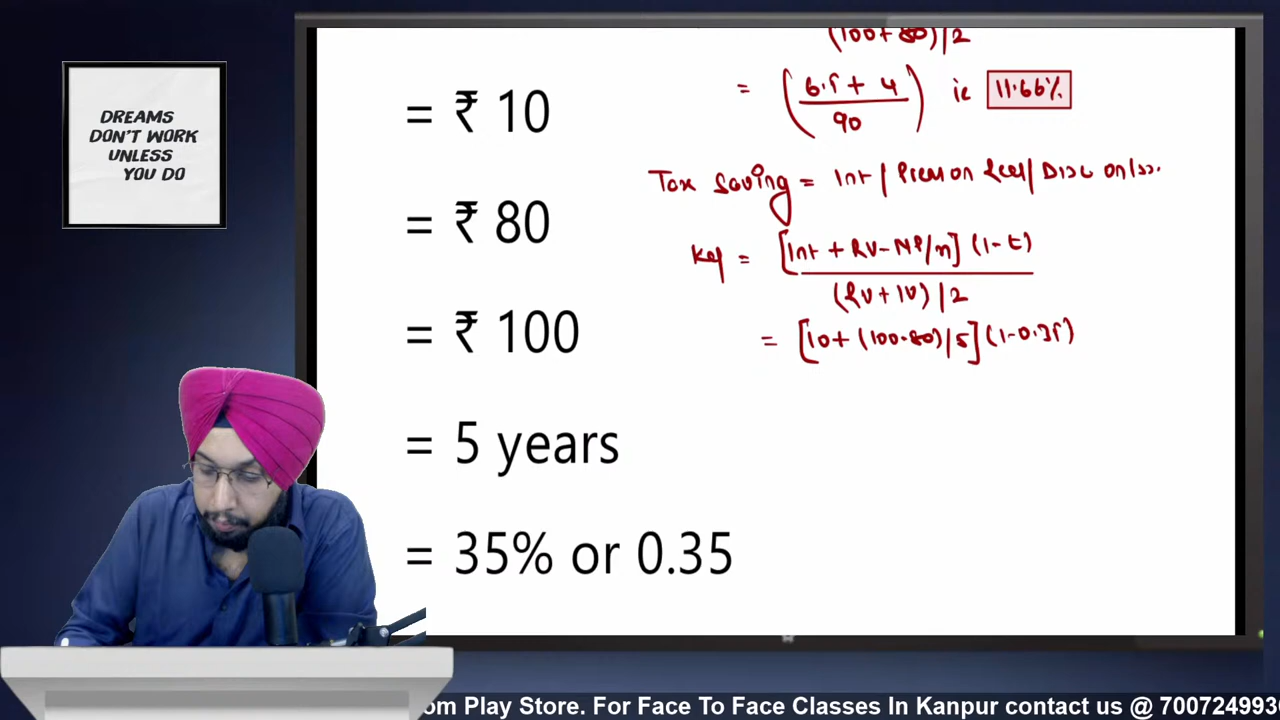 DREAMS
DON'T WORK
UNLESS
YOU DO
= ₹ 10
= ₹ 80
= ₹ 100
= 5 years
= 35% or 0.35
(100+80)/2
= (6.5 + 4 / 90) ie 11.66%
Tax Saving = Int / Prem on / Disc on Iss.
Kd = [Int + RV-NP/n] (1-t)
(RV+IV)/2
= [10+ (100-80)/5] (1-0.35)
om Play Store. For Face To Face Classes In Kanpur contact us @ 700724993